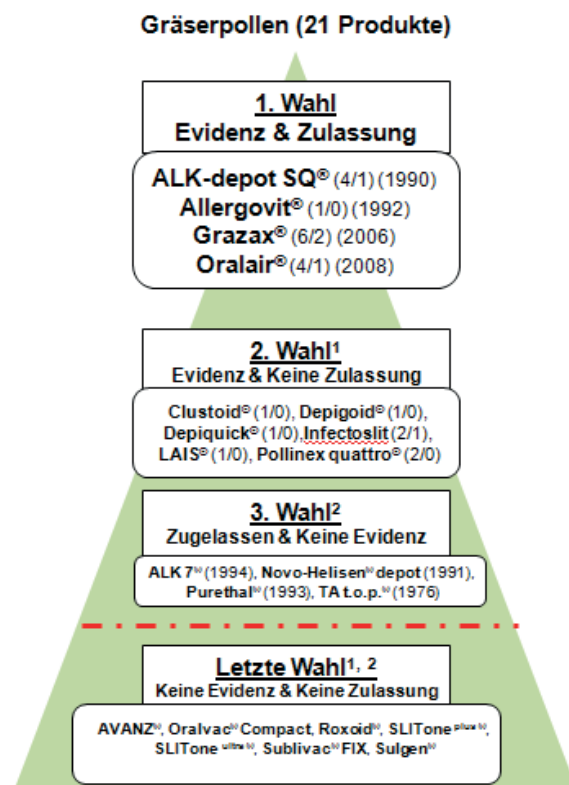 Gräserpollen (21 Produkte)
1. Wahl
Evidenz & Zulassung
ALK-depot SQ® (4/1) (1990)
Allergovit® (1/0) (1992)
Grazax® (6/2) (2006)
Oralair® (4/1) (2008)
2. Wahl¹
Evidenz & Keine Zulassung
Clustoid® (1/0), Depigoid® (1/0),
Depiquick® (1/0),Infectoslit (2/1),
LAIS® (1/0), Pollinex quattro® (2/0)
3. Wahl²
Zugelassen & Keine Evidenz
ALK 7® (1994), Novo-Helisen® depot (1991),
Purethal® (1993), TA t.o.p.® (1976)
Letzte Wahl¹, ²
Keine Evidenz & Keine Zulassung
AVANZ®, Oralvac® Compact, Roxoid®, SLITone plus ®,
SLITone ultra ®, Sublivac® FIX, Sulgen®